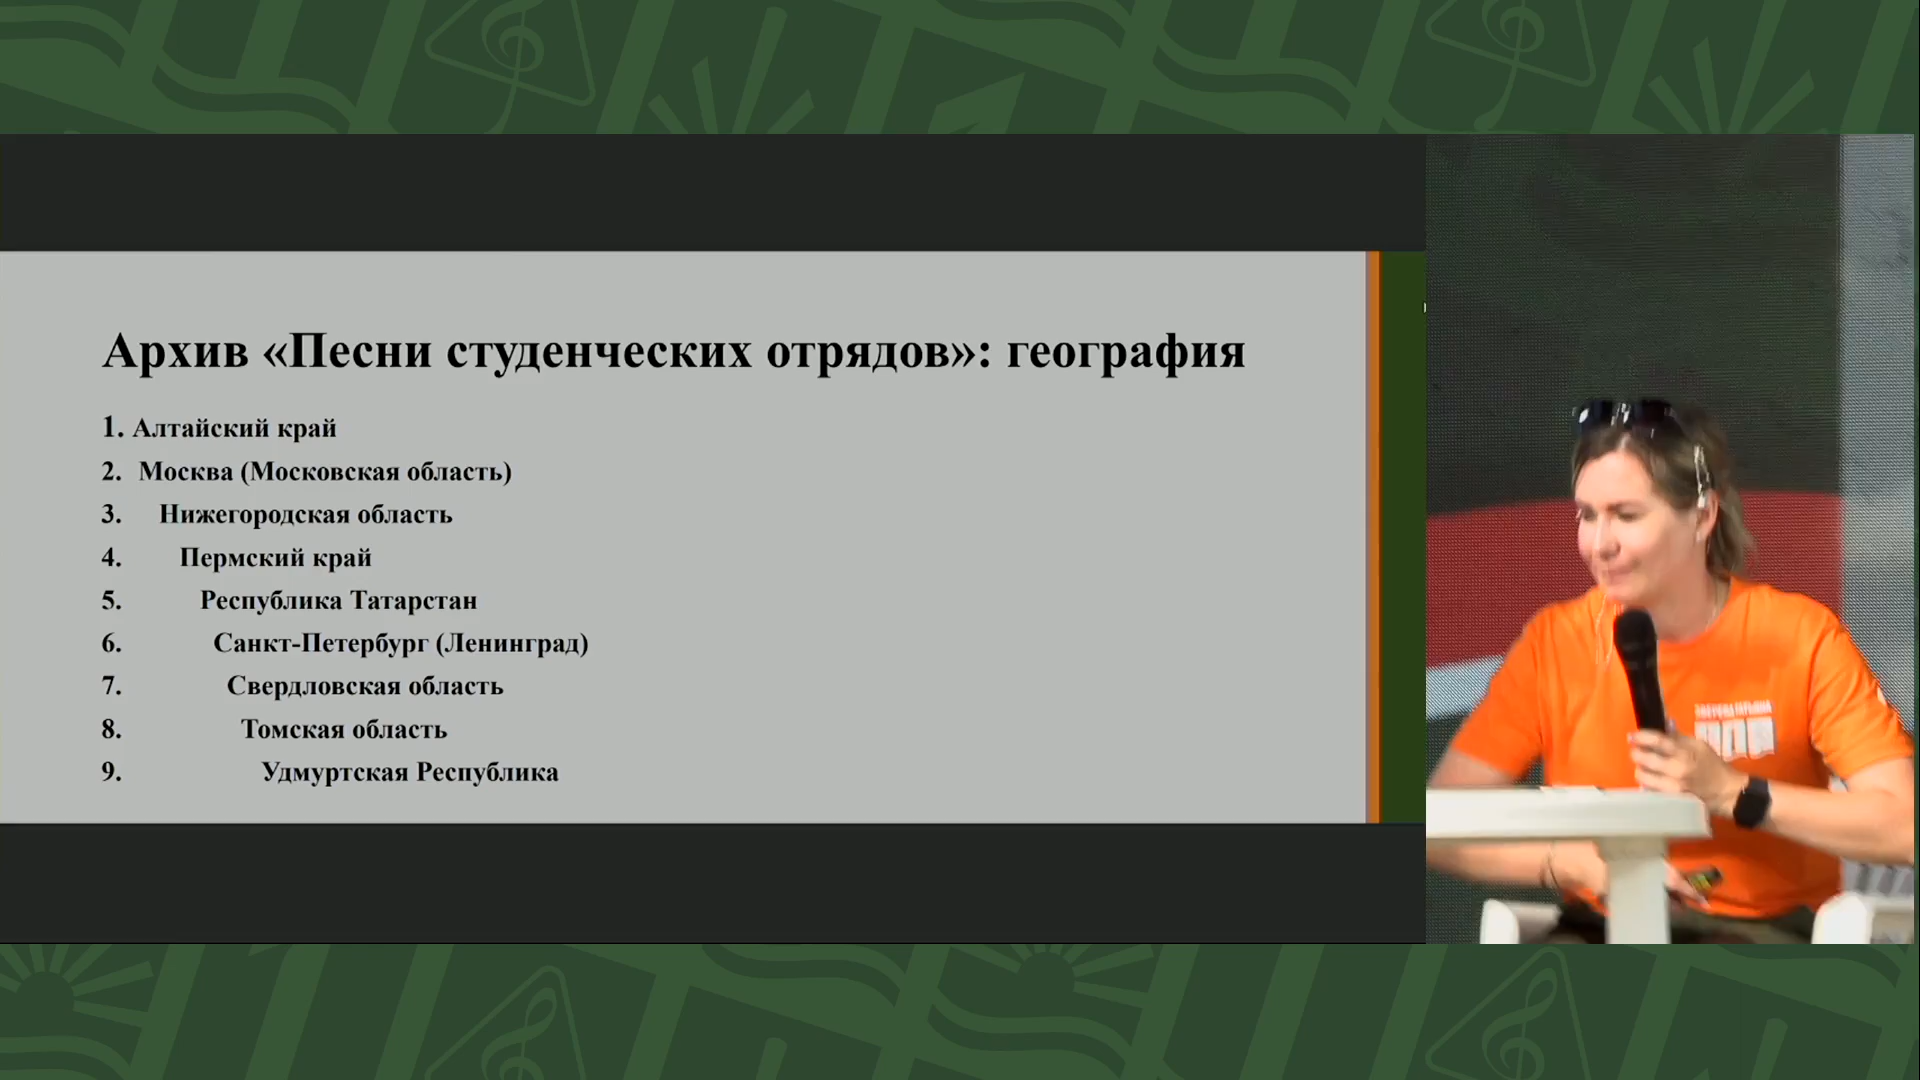 Архив «Песни студенческих отрядов»: география
1. Алтайский край
2. Москва (Московская область)
3. Нижегородская область
4. Пермский край
5. Республика Татарстан
6. Санкт-Петербург (Ленинград)
7. Свердловская область
8. Томская область
9. Удмуртская Республика